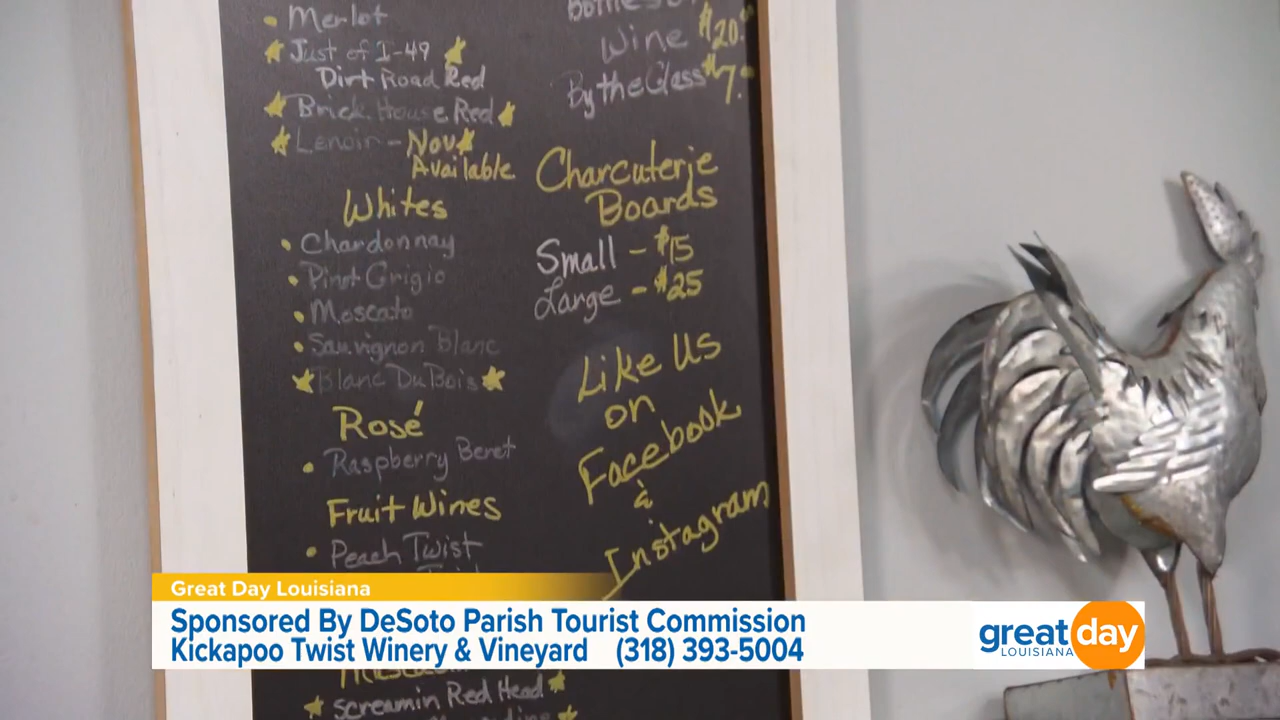 Merlot
Just of I-49
Dirt Road Red
Brick House Red
Lenoir - Nov
Available
Whites
Chardonnay
Pinot Grigio
Moscato
Sauvignon Blanc
Blanc Du Bois
Rosé
Raspberry Beret
Fruit Wines
Peach Twist
screamin Red Head
Wine $20.
By the Glass $7.
Charcuterie
Boards
Small - $15
Large - $25
Like Us
on
Facebook
&
Instagram
Great Day Louisiana
Sponsored By DeSoto Parish Tourist Commission
Kickapoo Twist Winery & Vineyard (318) 393-5004
great day
LOUISIANA